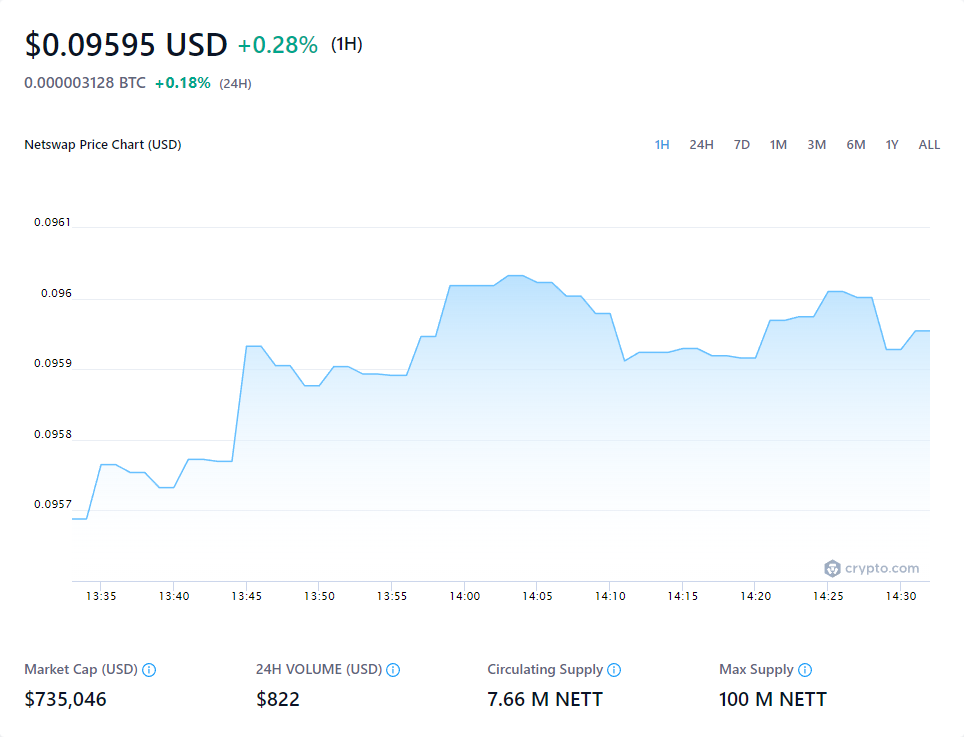 $0.09595 USD +0.28% (1H)
0.000003128 BTC +0.18% (24H)
Netswap Price Chart (USD) 1H 24H 7D 1M 3M 6M 1Y ALL
0.0961
0.096
0.0959
0.0958
0.0957
crypto.com
13:35 13:40 13:45 13:50 13:55 14:00 14:05 14:10 14:15 14:20 14:25 14:30
Market Cap (USD) 24H VOLUME (USD) Circulating Supply Max Supply
$735,046 $822 7.66 M NETT 100 M NETT